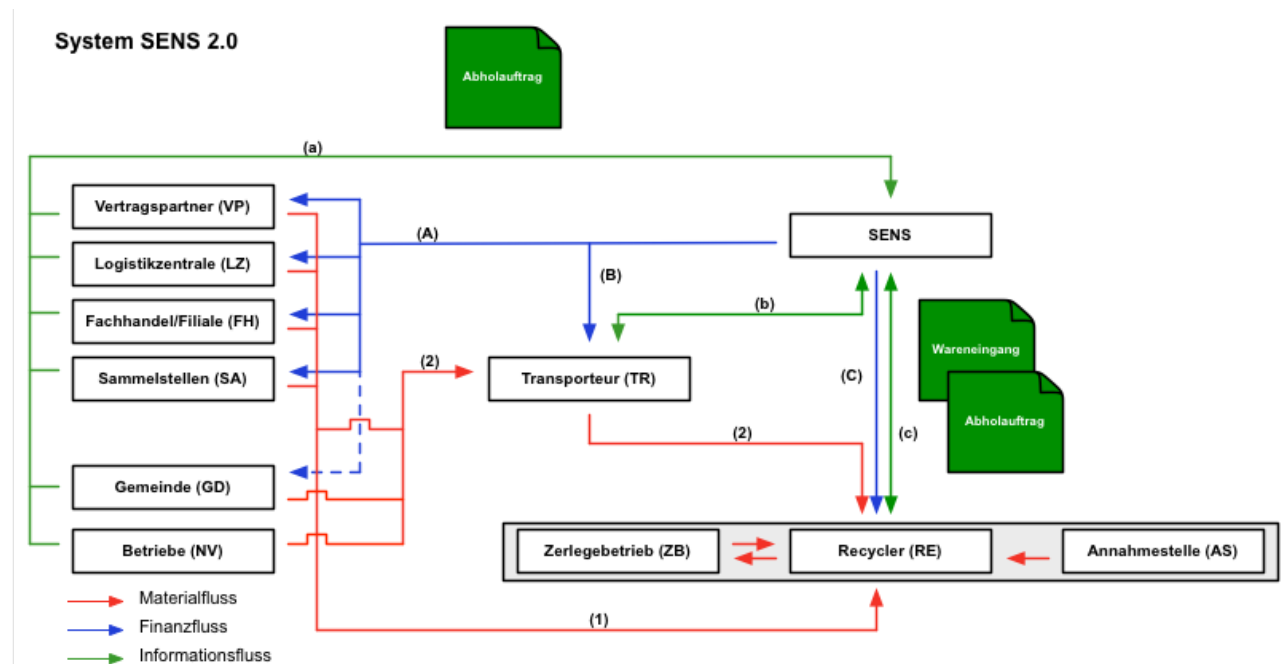 System SENS 2.0
Abholauftrag
(a)
Vertragspartner (VP)
(A)
SENS
Logistikzentrale (LZ)
(B)
(b)
Fachhandel/Filiale (FH)
Wareneingang
(2)
Sammelstellen (SA)
Transporteur (TR)
(C)
Abholauftrag
(2)
(c)
Gemeinde (GD)
Betriebe (NV)
Zerlegebetrieb (ZB)
Recycler (RE)
Annahmestelle (AS)
Materialfluss
(1)
Finanzfluss
Informationsfluss